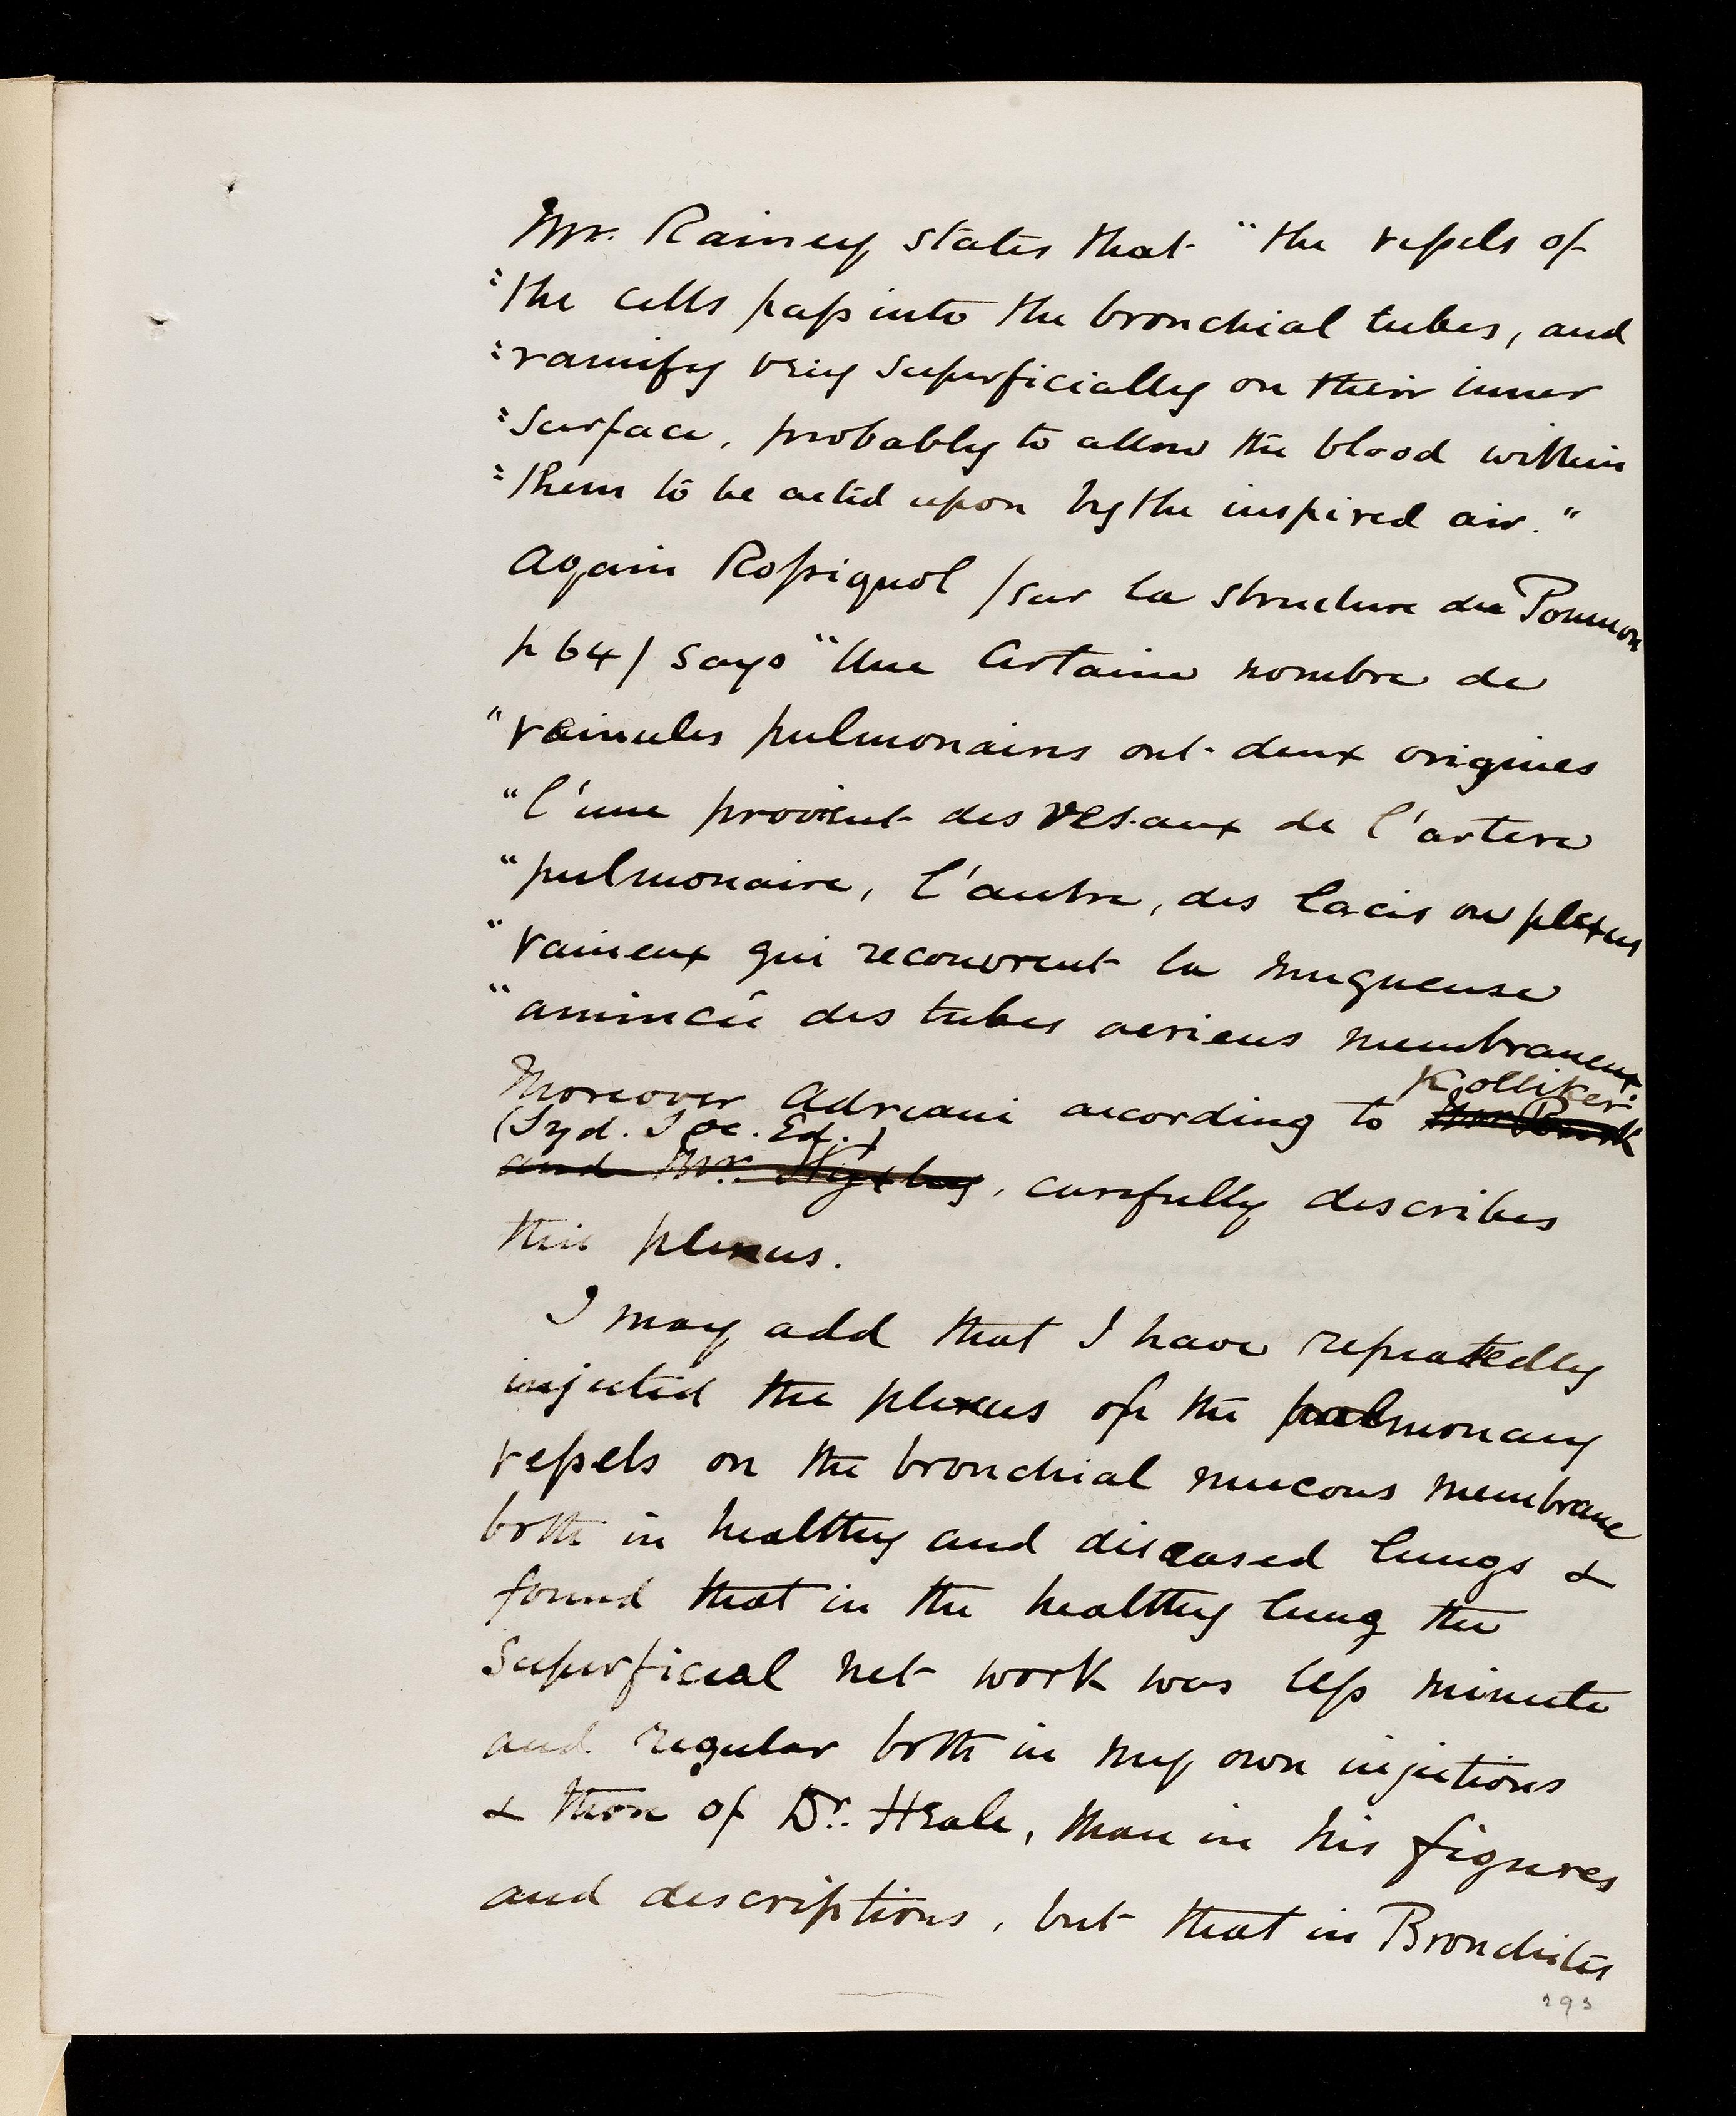 Mr. Rainey states that "the vessels of
"the cells pass into the bronchial tubes, and
"ramify very superficially on their inner
"surface, probably to allow the blood within
"them to be acted upon by the inspired air."
Again Rossignol (sur la structure du Poumon
p 64) says "Une certaine nombre de
"veinules pulmonaires ont deux origines
"l'une provient des reseaux de l'artere
"pulmonaire, l'autre, des lacis ou plexus
"vaineux qui recouvrent la muqueuse
"amincie des tubes aeriens membraneux
Kolliker
Moreover Adriani according to
(Syd. Soc. Ed.)
and Mr. Huxley, carefully describes
this plexus.
I may add that I have repeatedly
injected the plexus of the pulmonary
vessels on the bronchial mucous membrane
both in healthy and diseased lungs &
found that in the healthy lung the
Superficial net work was less minute
and regular both in my own injections
& those of Dr. Heale, than in his figures
and descriptions, but that in Bronchitis
293